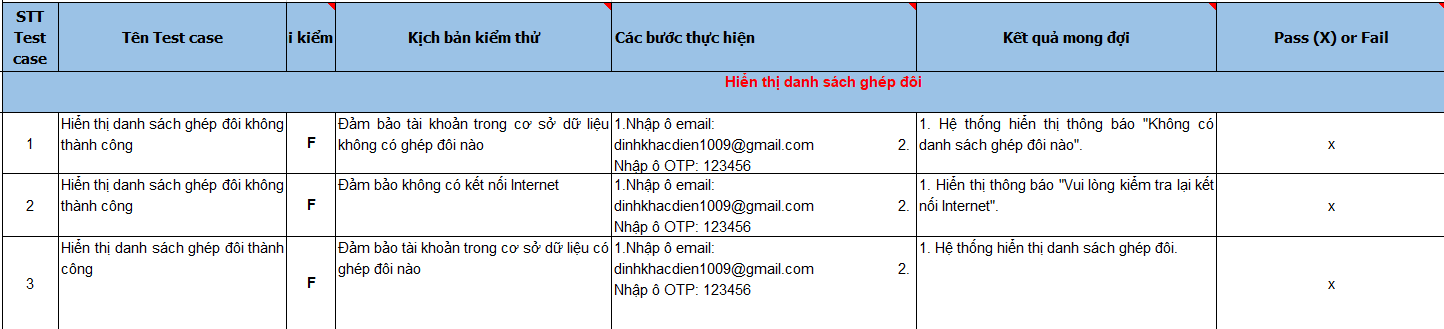 STT
Test
case
Tên Test case
i kiểm
Kịch bản kiểm thử
Các bước thực hiện
Kết quả mong đợi
Pass (X) or Fail
Hiển thị danh sách ghép đôi
1
Hiển thị danh sách ghép đôi không
thành công
F
Đảm bảo tài khoản trong cơ sở dữ liệu
không có ghép đôi nào
1.Nhập ô email:
dinhkhacdien1009@gmail.com 2.
Nhập ô OTP: 123456
1. Hệ thống hiển thị thông báo "Không có
danh sách ghép đôi nào".
x
2
Hiển thị danh sách ghép đôi không
thành công
F
Đảm bảo không có kết nối Internet
1.Nhập ô email:
dinhkhacdien1009@gmail.com 2.
Nhập ô OTP: 123456
1. Hiển thị thông báo "Vui lòng kiểm tra lại kết
nối Internet".
x
3
Hiển thị danh sách ghép đôi thành
công
F
Đảm bảo tài khoản trong cơ sở dữ liệu có
ghép đôi nào
1.Nhập ô email:
dinhkhacdien1009@gmail.com 2.
Nhập ô OTP: 123456
1. Hệ thống hiển thị danh sách ghép đôi.
x